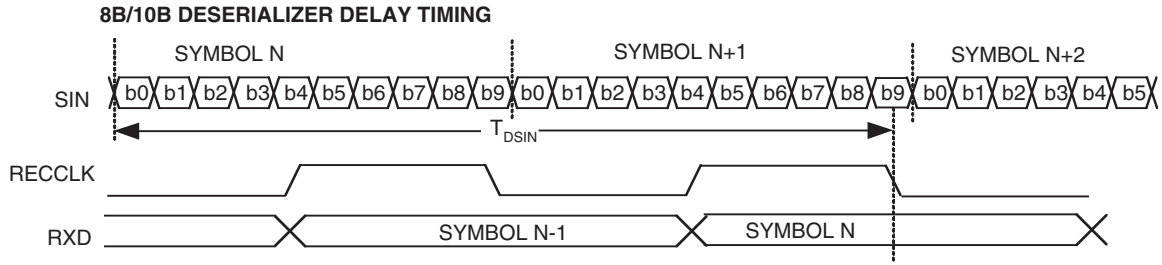 8B/10B DESERIALIZER DELAY TIMING
SYMBOL N SYMBOL N+1 SYMBOL N+2
SIN b0 b1 b2 b3 b4 b5 b6 b7 b8 b9 b0 b1 b2 b3 b4 b5 b6 b7 b8 b9 b0 b1 b2 b3 b4 b5
TDSIN
RECCLK
RXD SYMBOL N-1 SYMBOL N